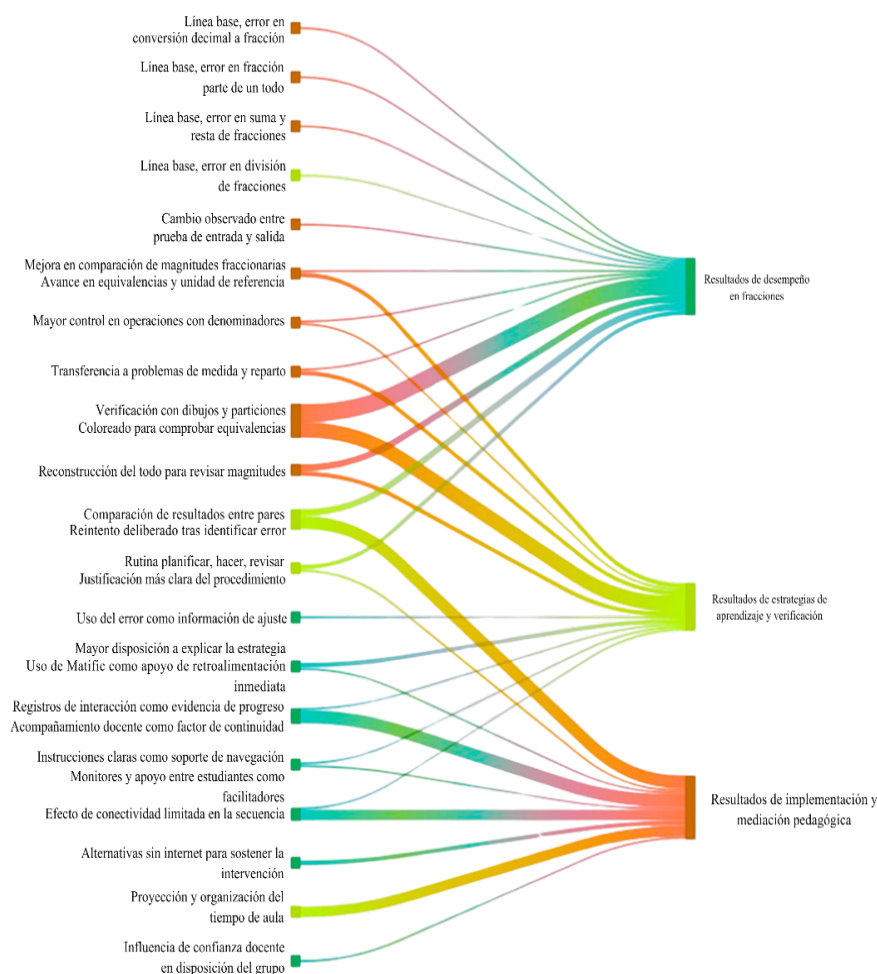 Línea base, error en
conversión decimal a fracción
Línea base, error en fracción
parte de un todo
Línea base, error en suma y
resta de fracciones
Línea base, error en división
de fracciones
Cambio observado entre
prueba de entrada y salida
Mejora en comparación de magnitudes fraccionarias
Avance en equivalencias y unidad de referencia
Mayor control en operaciones con denominadores
Transferencia a problemas de medida y reparto
Verificación con dibujos y particiones
Coloreado para comprobar equivalencias
Reconstrucción del todo para revisar magnitudes
Comparación de resultados entre pares
Reintento deliberado tras identificar error
Rutina planificar, hacer, revisar
Justificación más clara del procedimiento
Uso del error como información de ajuste
Mayor disposición a explicar la estrategia
Uso de Matific como apoyo de retroalimentación
inmediata
Registros de interacción como evidencia de progreso
Acompañamiento docente como factor de continuidad
Instrucciones claras como soporte de navegación
Monitores y apoyo entre estudiantes como
facilitadores
Efecto de conectividad limitada en la secuencia
Alternativas sin internet para sostener la
intervención
Proyección y organización del
tiempo de aula
Influencia de confianza docente
en disposición del grupo
Resultados de desempeño
en fracciones
Resultados de estrategias de
aprendizaje y verificación
Resultados de implementación y
mediación pedagógica